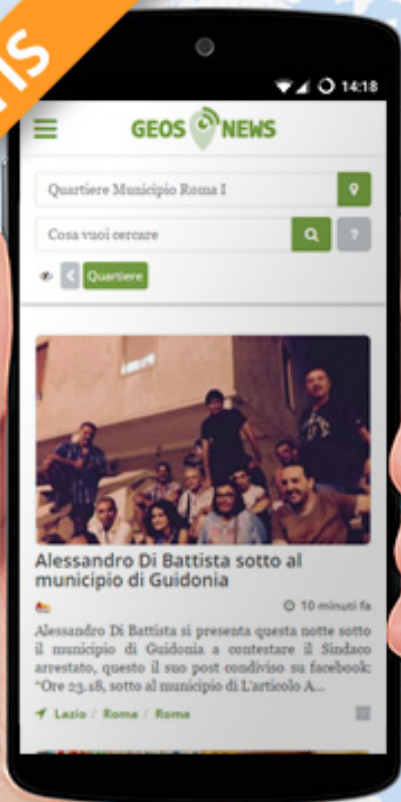 14:18
GEOS NEWS
Quartiere Municipio Roma I
Cosa vuoi cercare
?
Quartiere
Alessandro Di Battista sotto al
municipio di Guidonia
10 minuti fa
Alessandro Di Battista si presenta questa notte sotto
il municipio di Guidonia a contestare il Sindaco
arrestato, questo il suo post condiviso su facebook:
"Ore 23.18, sotto al municipio di L'articolo A...
Lazio / Roma / Roma